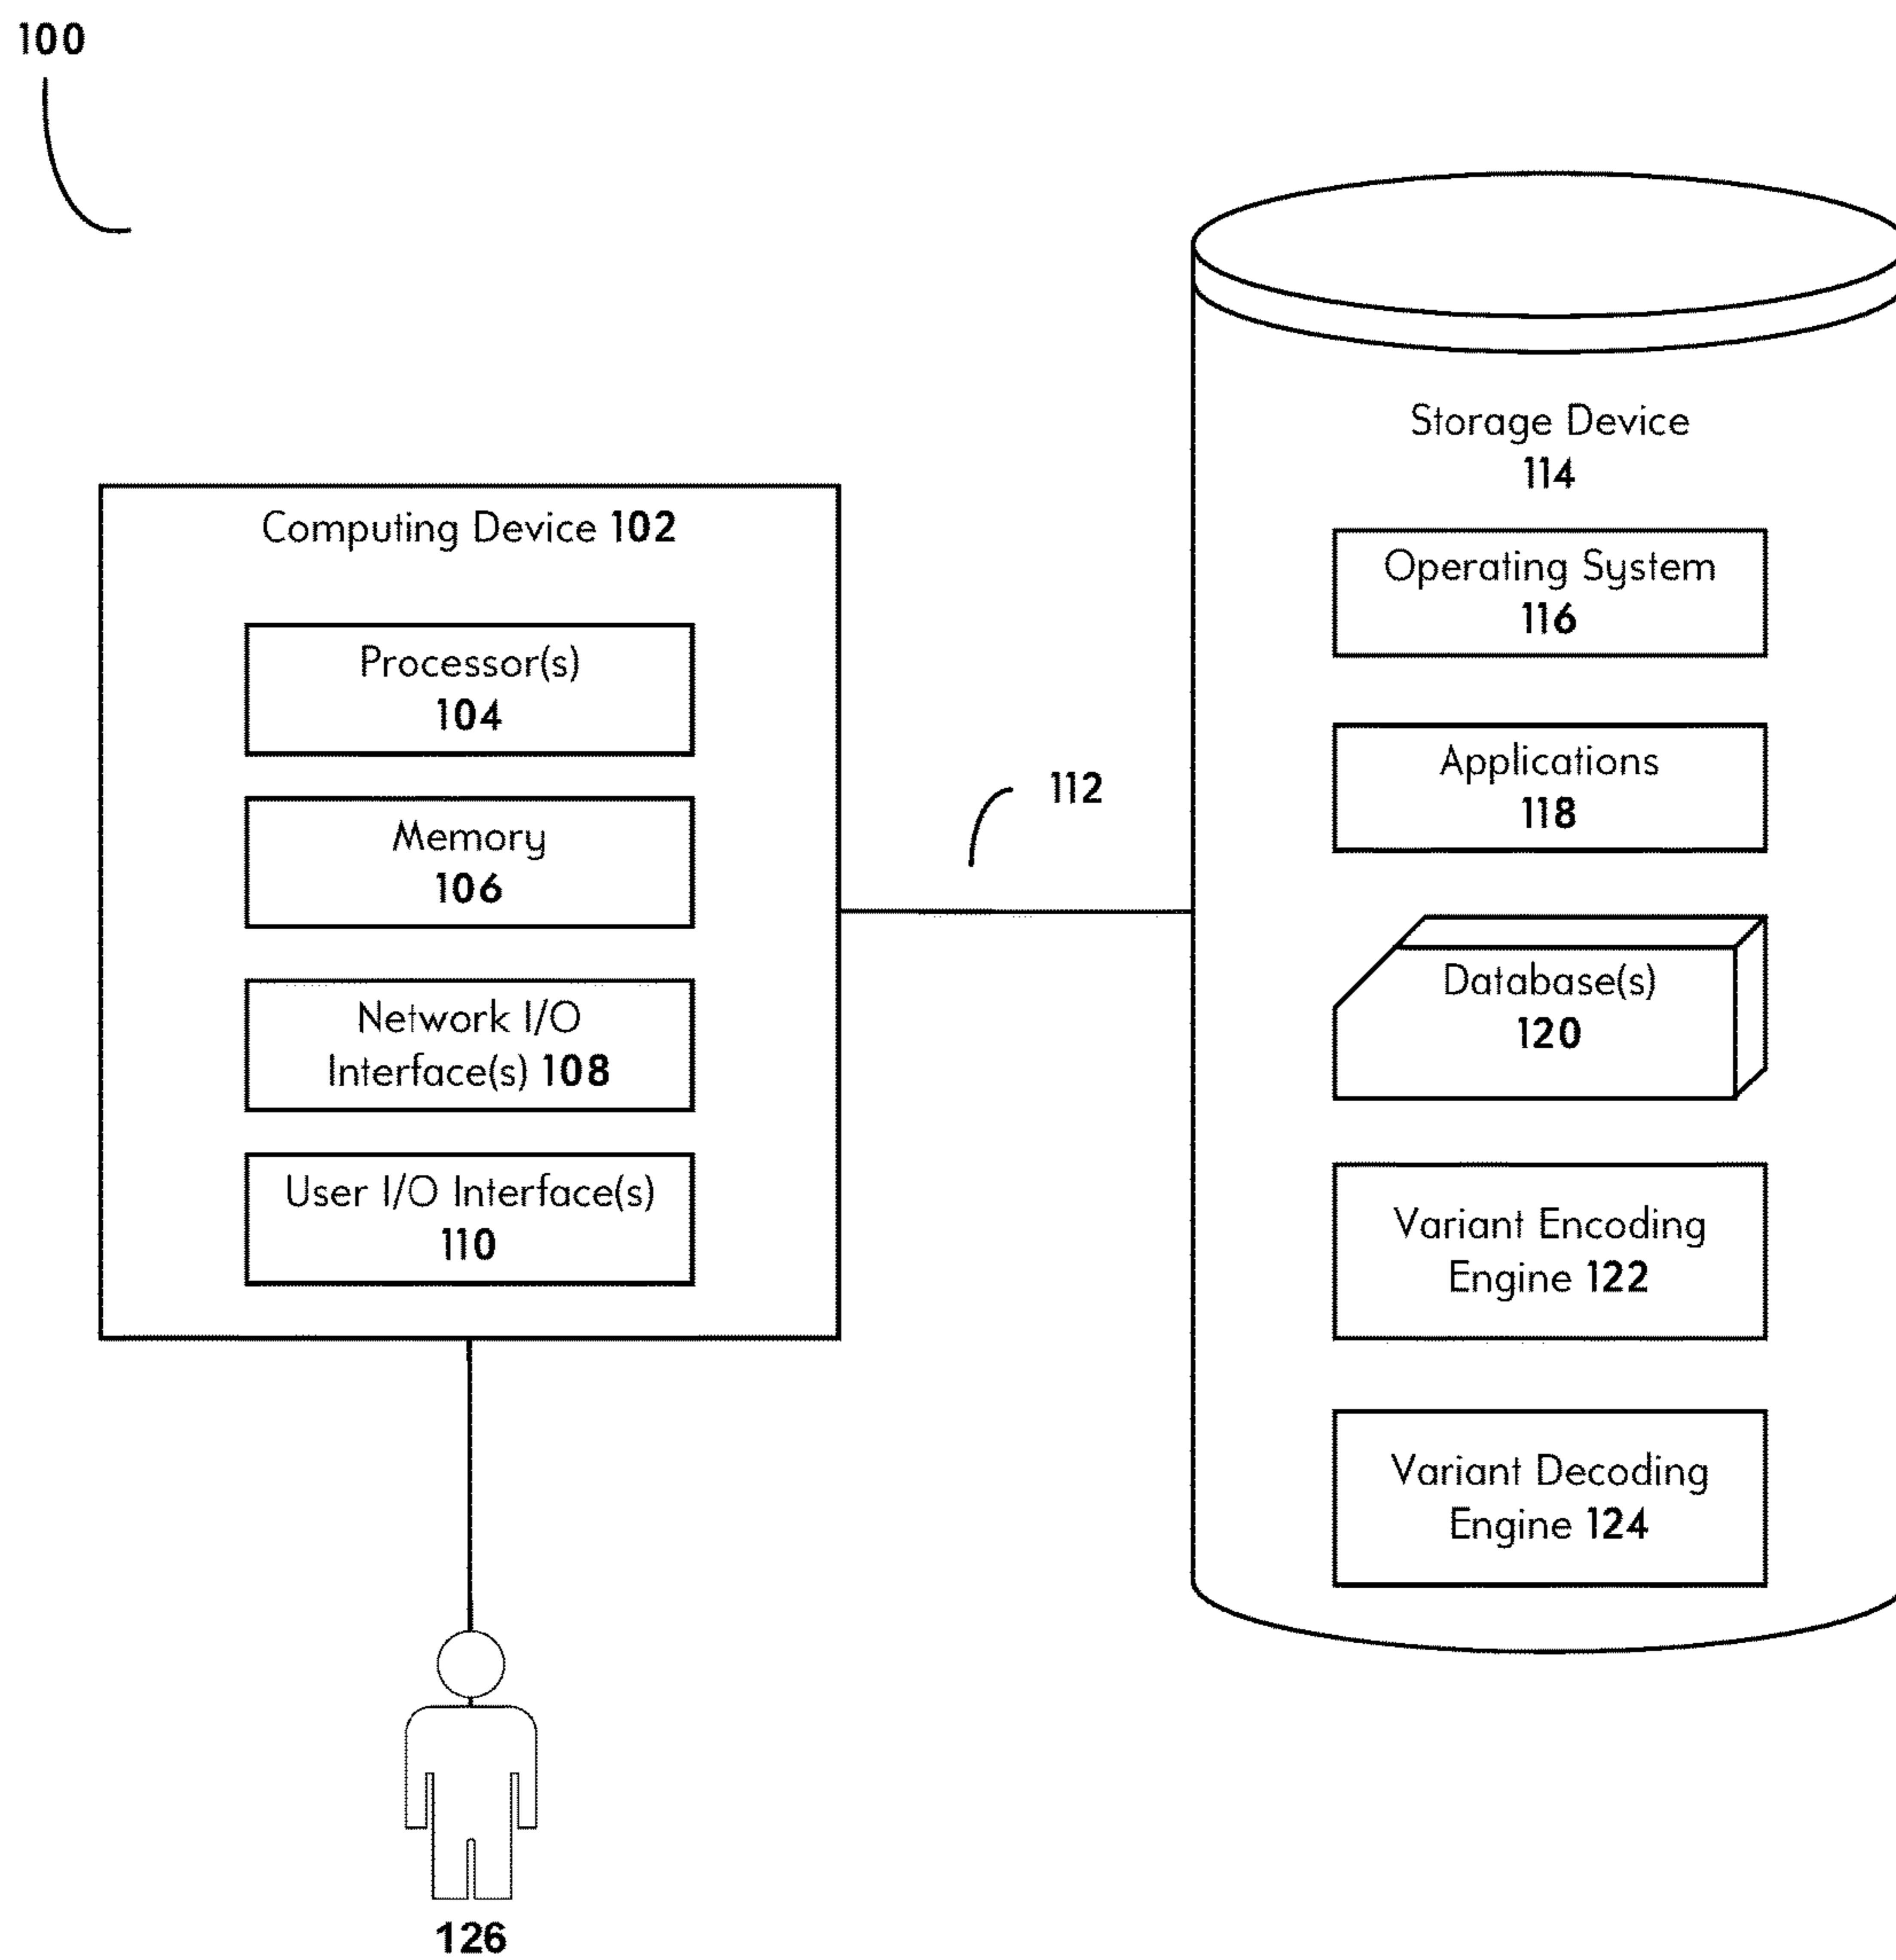 100
Computing Device 102
Processor(s)
104
Memory
106
Network I/O
Interface(s) 108
User I/O Interface(s)
110
112
Storage Device
114
Operating System
116
Applications
118
Database(s)
120
Variant Encoding
Engine 122
Variant Decoding
Engine 124
126